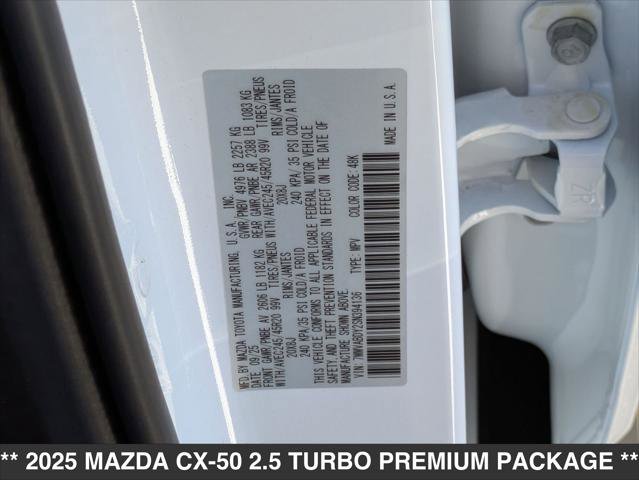 MFD.BY MAZDA TOYOTA MANUFACTURING, U.S.A., INC.
DATE 09/25 GVWR/PNBV 4976 LB 2257 KG
FRONT GAWR/PNBE AV 2606 LB 1182 KG REAR GAWR/PNBE AR 2388 LB 1083 KG
WITH/AVEC245/45R20 99V TIRES/PNEUS WITH/AVEC245/45R20 99V TIRES/PNEUS
20X8J RIMS/JANTES 20X8J RIMS/JANTES
240 KPA/35 PSI COLD/A FROID 240 KPA/ 35 PSI COLD/A FROID
THIS VEHICLE CONFORMS TO ALL APPLICABLE FEDERAL MOTOR VEHICLE
SAFETY,AND THEFT PREVENTION STANDARDS IN EFFECT ON THE DATE OF
MANUFACTURE SHOWN ABOVE.
VIN: TYPE: MPV COLOR CODE: 48K MADE IN U.S.A.
ZR
** 2025 MAZDA CX-50 2.5 TURBO PREMIUM PACKAGE **